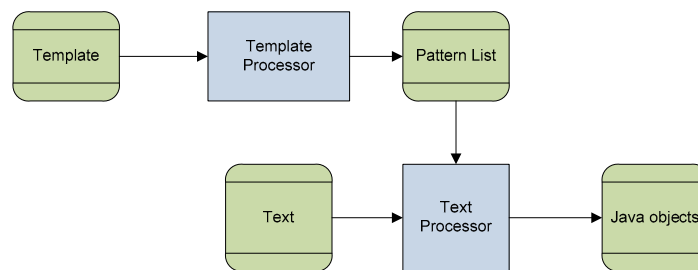 Template
Template
Processor
Pattern List
Text
Text
Processor
Java objects